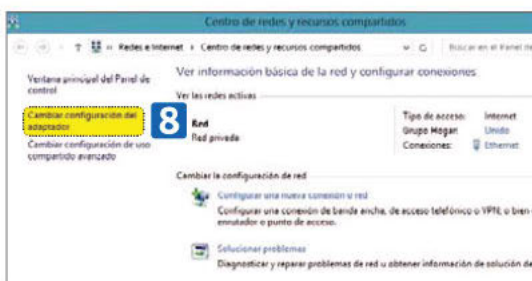 Centro de redes y recursos compartidos
Redes e Internet › Centro de redes y recursos compartidos
Buscar en el Panel de
Ventana principal del Panel de
control
Cambiar configuración del
adaptador
Cambiar configuración de uso
compartido avanzado
8
Ver información básica de la red y configurar conexiones
Ver las redes activas
Red
Red privada
Tipo de acceso: Internet
Grupo Hogar: Unido
Conexiones: Ethernet
Cambiar la configuración de red
Configurar una nueva conexión o red
Configurar una conexión de banda ancha, de acceso telefónico o VPN; o bien
enrutador o punto de acceso.
Solucionar problemas
Diagnosticar y reparar problemas de red u obtener información de solución de